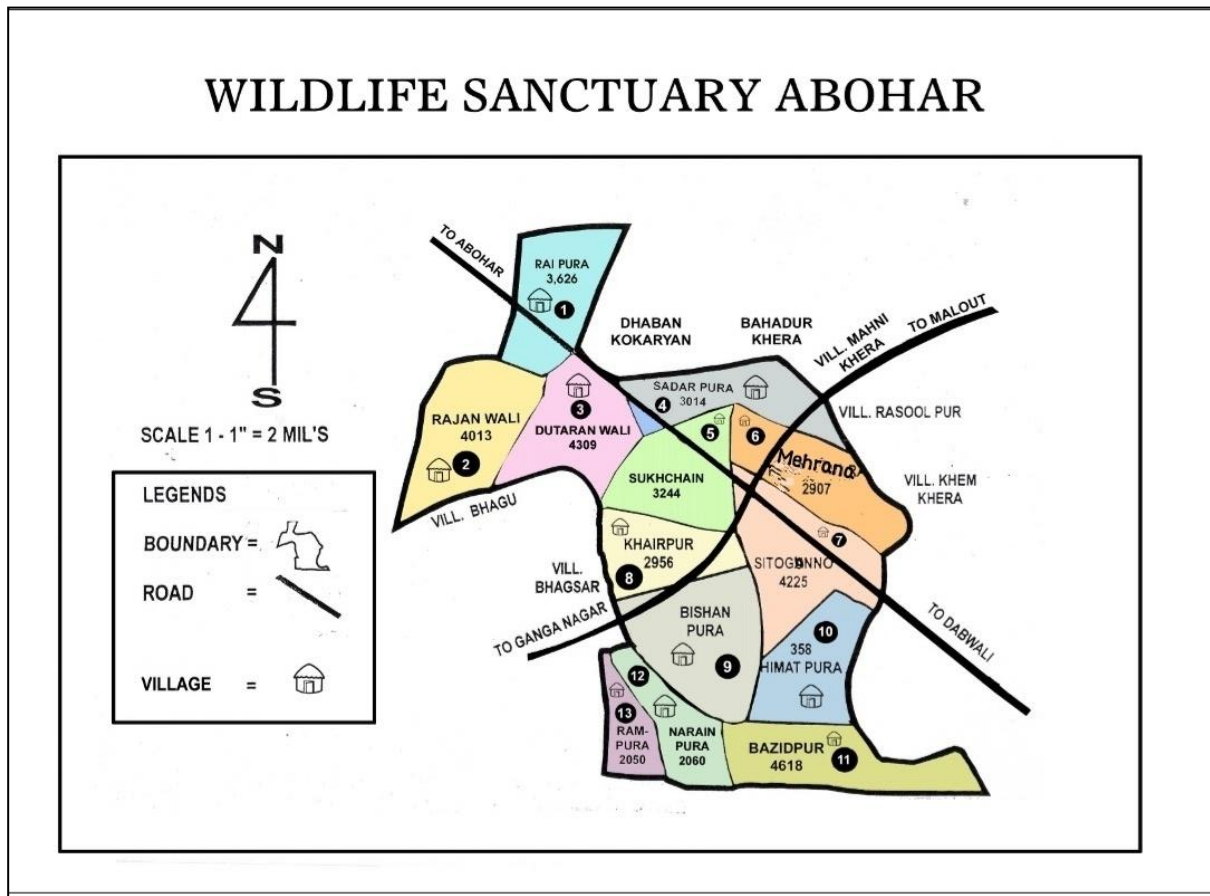 WILDLIFE SANCTUARY ABOHAR
N
S
SCALE 1 - 1" = 2 MIL'S
LEGENDS
BOUNDARY =
ROAD =
VILLAGE =
TO ABOHAR
RAI PURA
3,626
1
DHABAN
KOKARYAN
BAHADUR
KHERA
VILL. MAHNI
KHERA
TO MALOUT
RAJAN WALI
4013
2
VILL. BHAGU
3
DUTARAN WALI
4309
SADAR PURA
4
3014
VILL. RASOOL PUR
5
SUKHCHAIN
3244
6
Mehrana
2907
VILL. KHEM
KHERA
7
SITOGUNNO
4225
KHAIRPUR
2956
8
VILL.
BHAGSAR
TO GANGA NAGAR
BISHAN
PURA
9
10
358
HIMAT PURA
TO DABWALI
12
NARAIN
PURA
2060
13
RAM-
PURA
2050
BAZIDPUR
4618
11